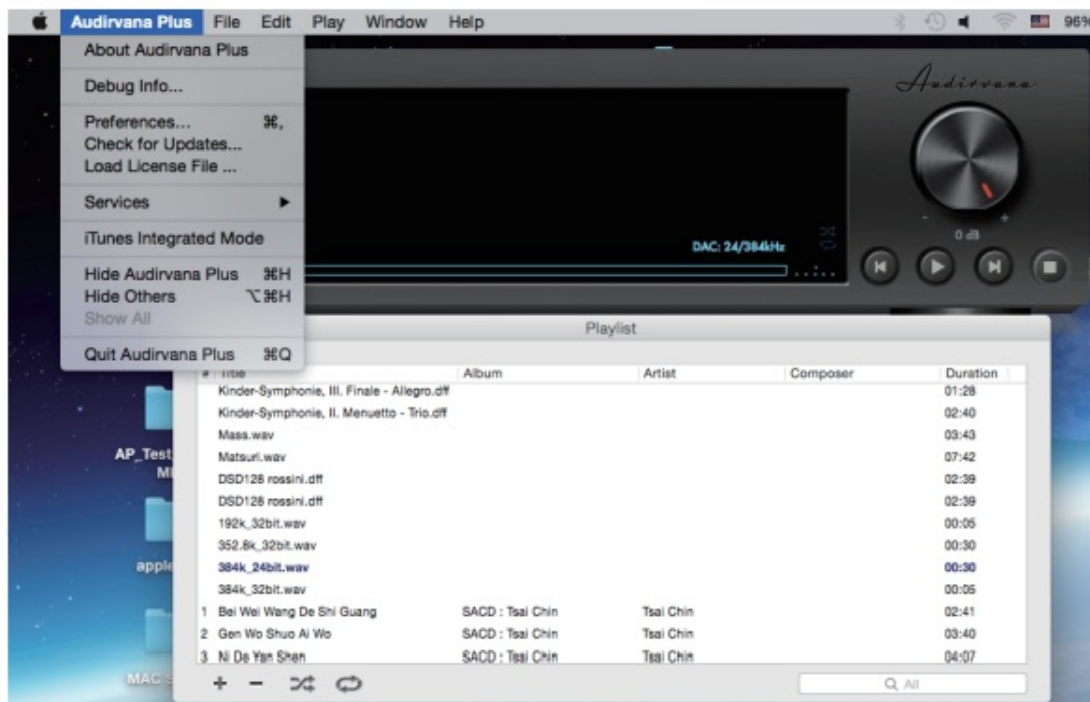 Audirvana Plus File Edit Play Window Help 96%
About Audirvana Plus
Debug Info...
Preferences... ⌘,
Check for Updates...
Load License File ...
Services ▶
iTunes Integrated Mode
Hide Audirvana Plus ⌘H
Hide Others ⌥⌘H
Show All
Quit Audirvana Plus ⌘Q
Audirvana
- +
0 dB
DAC: 24/384kHz
Playlist
# Title Album Artist Composer Duration
Kinder-Symphonie, III. Finale - Allegro.dff 01:28
Kinder-Symphonie, II. Menuetto - Trio.dff 02:40
Mass.wav 03:43
Matsuri.wav 07:42
DSD128 rossini.dff 02:39
DSD128 rossini.dff 02:39
192k_32bit.wav 00:05
352.8k_32bit.wav 00:30
384k_24bit.wav 00:30
384k_32bit.wav 00:05
1 Bei Wei Wang De Shi Guang SACD : Tsai Chin Tsai Chin 02:41
2 Gen Wo Shuo Ai Wo SACD : Tsai Chin Tsai Chin 03:40
3 Ni De Yan Shen SACD : Tsai Chin Tsai Chin 04:07
All
AP_Test
apple
MAC